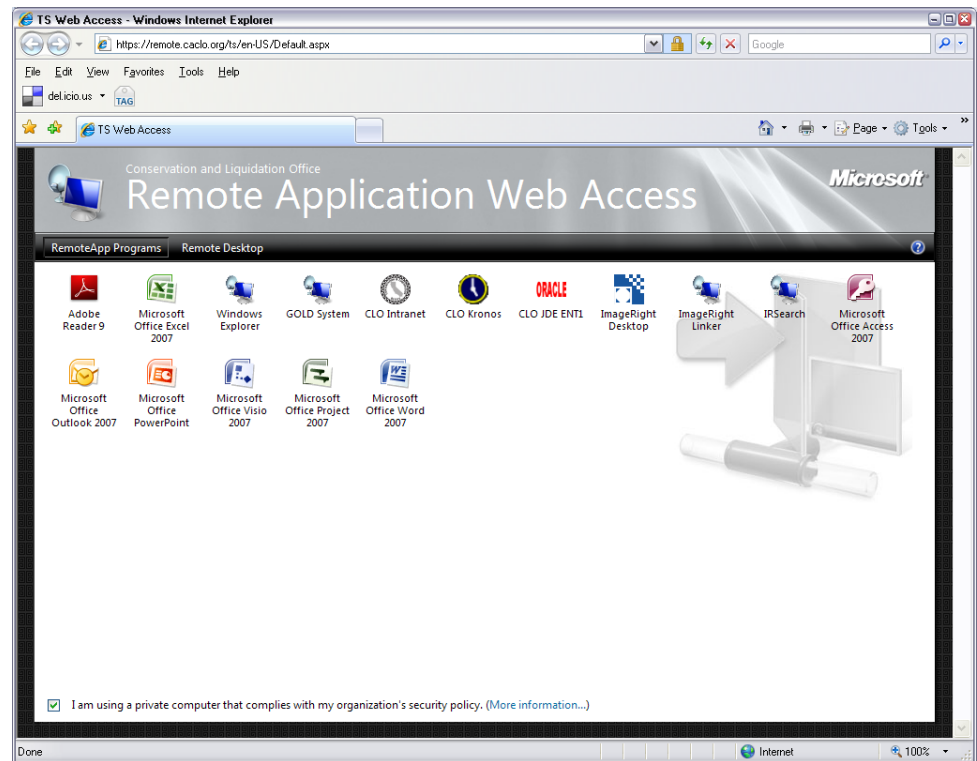 TS Web Access - Windows Internet Explorer
https://remote.caclo.org/ts/en-US/Default.aspx
Google
File Edit View Favorites Tools Help
del.icio.us TAG
TS Web Access
Page Tools »
Conservation and Liquidation Office
Remote Application Web Access
Microsoft
RemoteApp Programs Remote Desktop ?
ORACLE
Adobe Reader 9
Microsoft Office Excel 2007
Windows Explorer
GOLD System
CLO Intranet
CLO Kronos
CLO JDE ENT1
ImageRight Desktop
ImageRight Linker
IRSearch
Microsoft Office Access 2007
Microsoft Office Outlook 2007
Microsoft Office PowerPoint
Microsoft Office Visio 2007
Microsoft Office Project 2007
Microsoft Office Word 2007
I am using a private computer that complies with my organization's security policy. (More information...)
Done Internet 100%